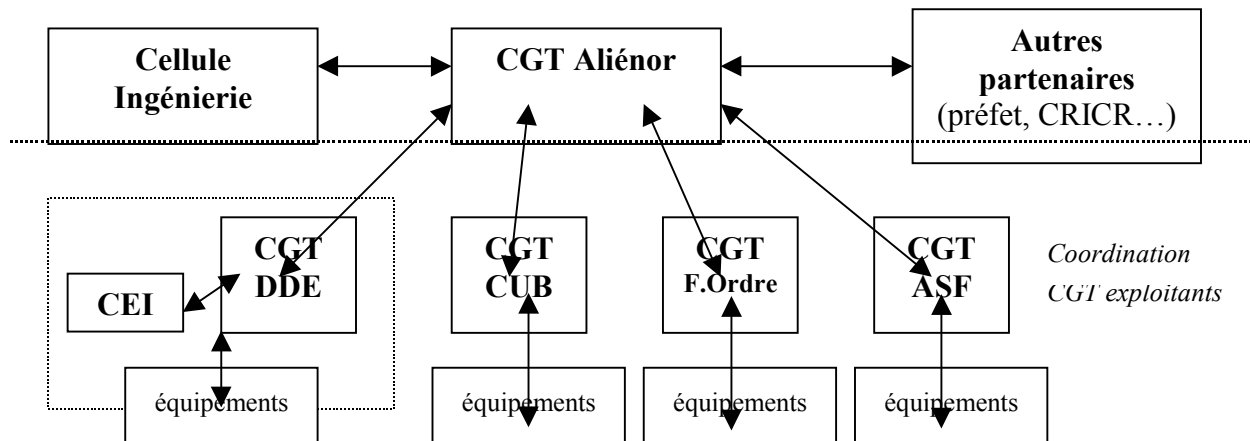 Cellule
Ingénierie
CGT Aliénor
Autres
partenaires
(préfet, CRICR…)
CGT
DDE
CEI
CGT
CUB
CGT
F.Ordre
CGT
ASF
Coordination
CGT exploitants
équipements
équipements
équipements
équipements